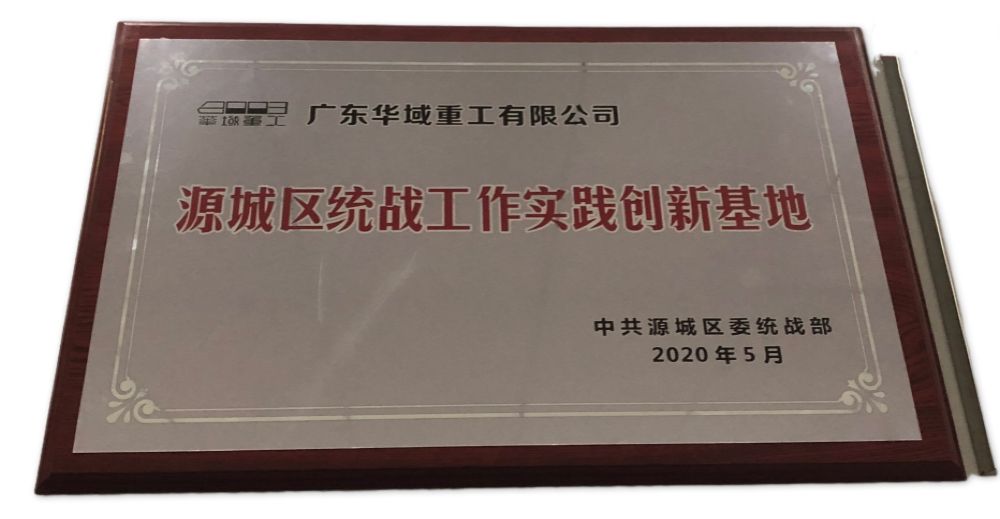 华域重工 广东华域重工有限公司
源城区统战工作实践创新基地
中共源城区委统战部
2020年5月